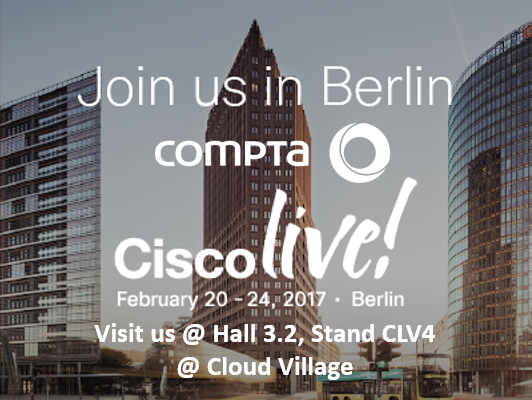 Join us in Berlin
COMPTA
Cisco live!
February 20 - 24, 2017 • Berlin
Visit us @ Hall 3.2, Stand CLV4
@ Cloud Village